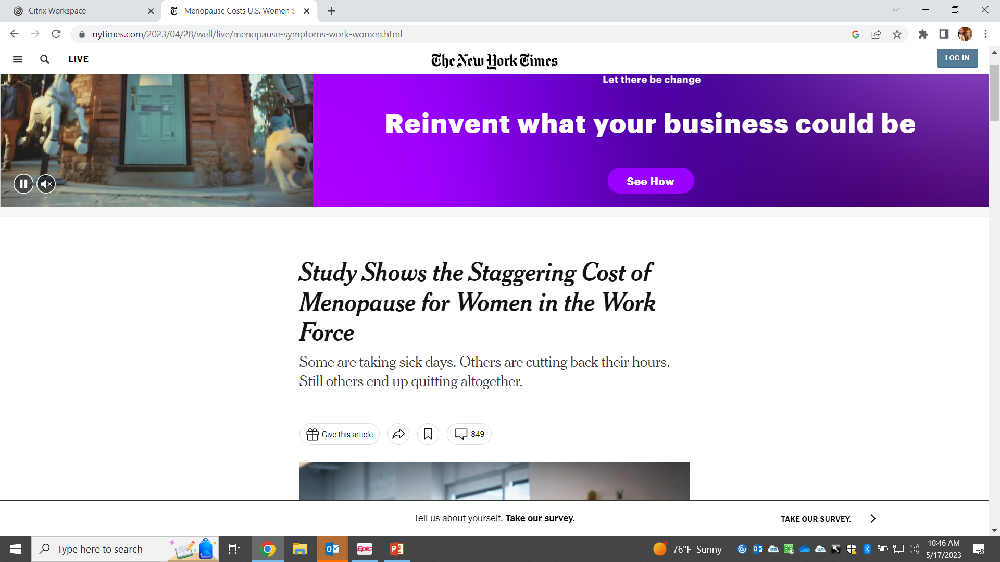 Citrix Workspace
Menopause Costs U.S. Women $
nytimes.com/2023/04/28/well/live/menopause-symptoms-work-women.html
LIVE
The New York Times
LOG IN
Let there be change
Reinvent what your business could be
See How
Study Shows the Staggering Cost of
Menopause for Women in the Work
Force
Some are taking sick days. Others are cutting back their hours.
Still others end up quitting altogether.
Give this article
849
Tell us about yourself. Take our survey.
TAKE OUR SURVEY.
Type here to search
Epic
76°F Sunny
10:46 AM
5/17/2023